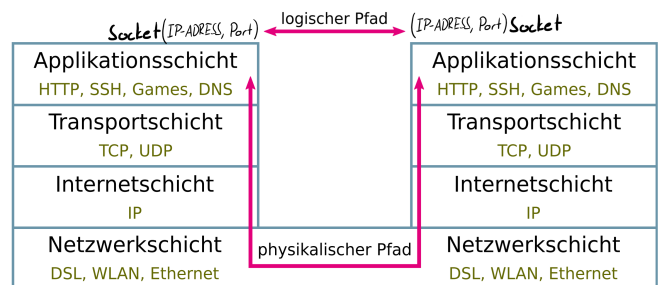 Socket(IP-ADRESS, Port)
logischer Pfad
(IP-ADRESS, Port)Socket
Applikationsschicht
HTTP, SSH, Games, DNS
Transportschicht
TCP, UDP
Internetschicht
IP
Netzwerkschicht
DSL, WLAN, Ethernet
physikalischer Pfad
Applikationsschicht
HTTP, SSH, Games, DNS
Transportschicht
TCP, UDP
Internetschicht
IP
Netzwerkschicht
DSL, WLAN, Ethernet